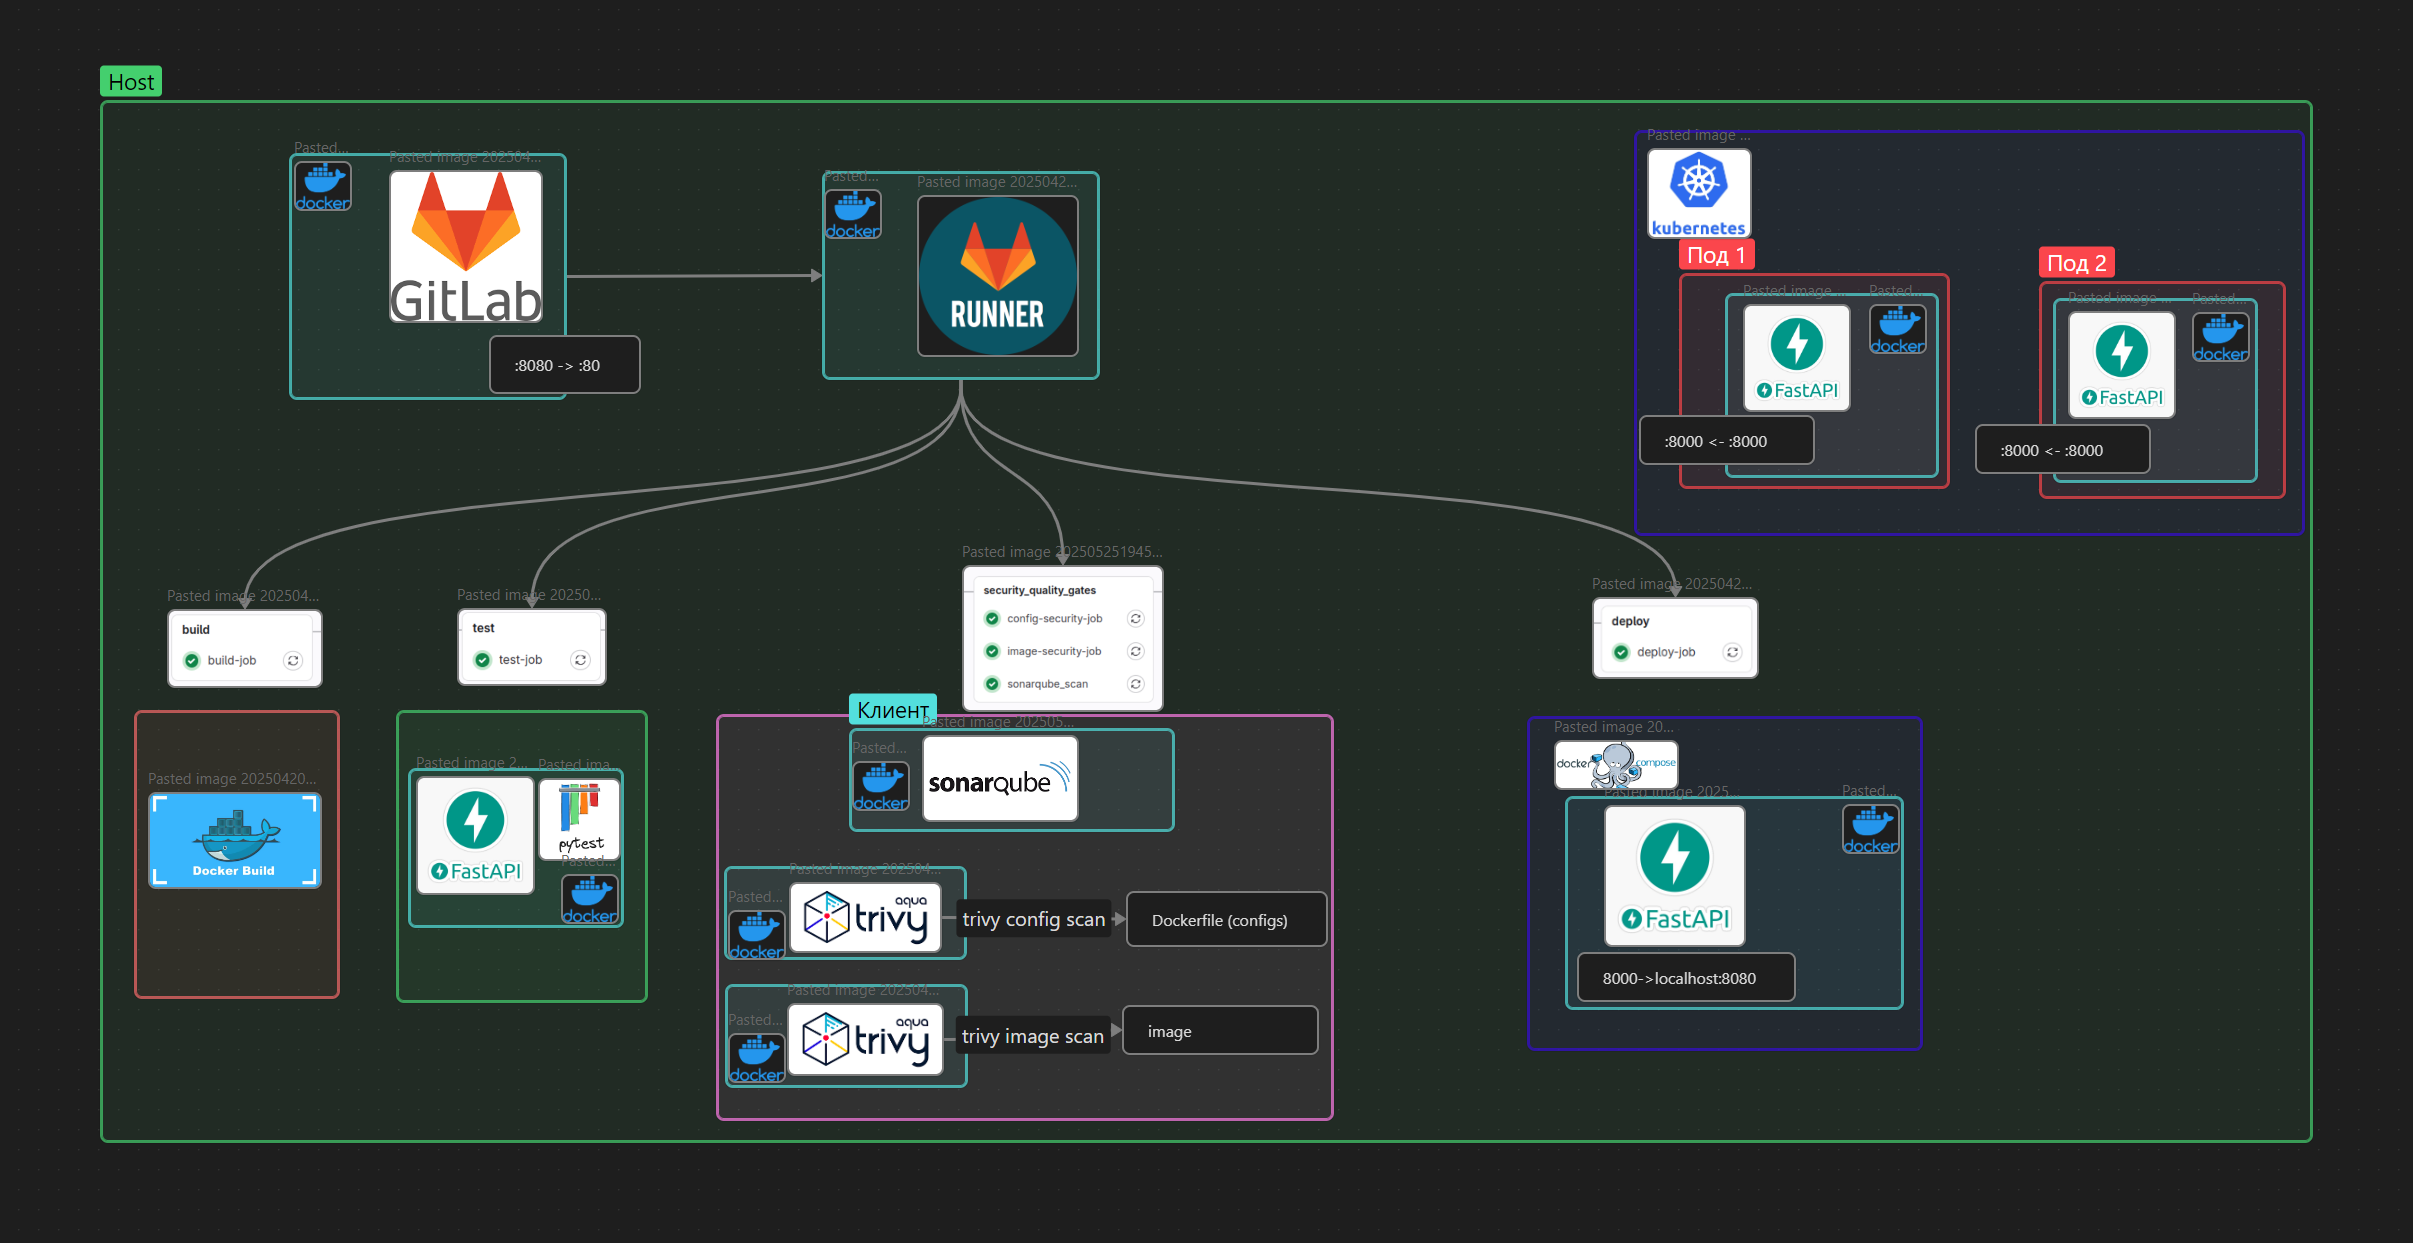 Host
Pasted...
docker
Pasted image 202504...
GitLab
:8080 -> :80
Pasted...
docker
Pasted image 2025042...
RUNNER
Pasted image ...
kubernetes
Под 1
Pasted image ...
FastAPI
Pasted...
docker
:8000 <- :8000
Под 2
Pasted image ...
FastAPI
Pasted...
docker
:8000 <- :8000
Pasted image 202504...
build
build-job
Pasted image 20250...
test
test-job
Pasted image 202505251945...
security_quality_gates
config-security-job
image-security-job
sonarqube_scan
Pasted image 2025042...
deploy
deploy-job
Pasted image 20250420...
Docker Build
Pasted image 2...
FastAPI
Pasted ima...
pytest
Pasted...
docker
Клиент
Pasted...
docker
Pasted image 202505...
sonarqube
Pasted...
docker
Pasted image 202504...
aqua
trivy
trivy config scan
Dockerfile (configs)
Pasted...
docker
Pasted image 202504...
aqua
trivy
trivy image scan
image
Pasted image 20...
docker compose
Pasted image 2025...
FastAPI
Pasted...
docker
8000->localhost:8080